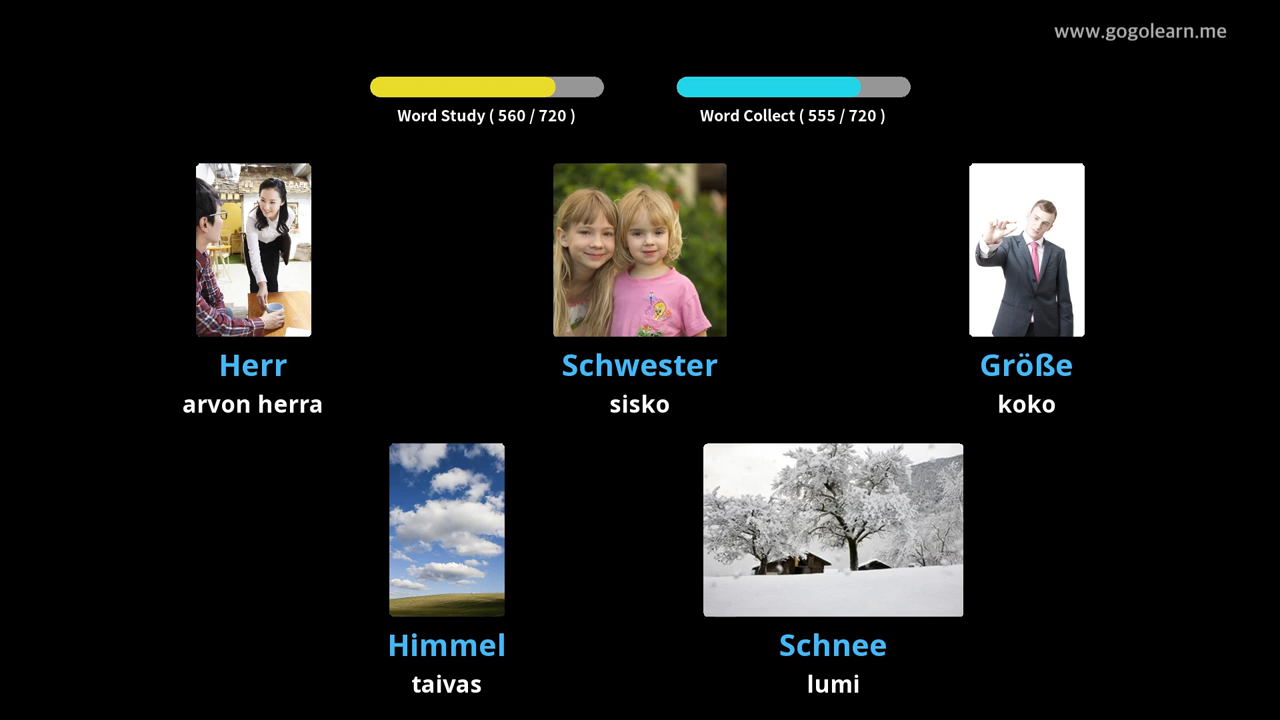 www.gogolearn.me
Word Study ( 560 / 720 )
Word Collect ( 555 / 720 )
Herr
arvon herra
Schwester
sisko
Größe
koko
Himmel
taivas
Schnee
lumi